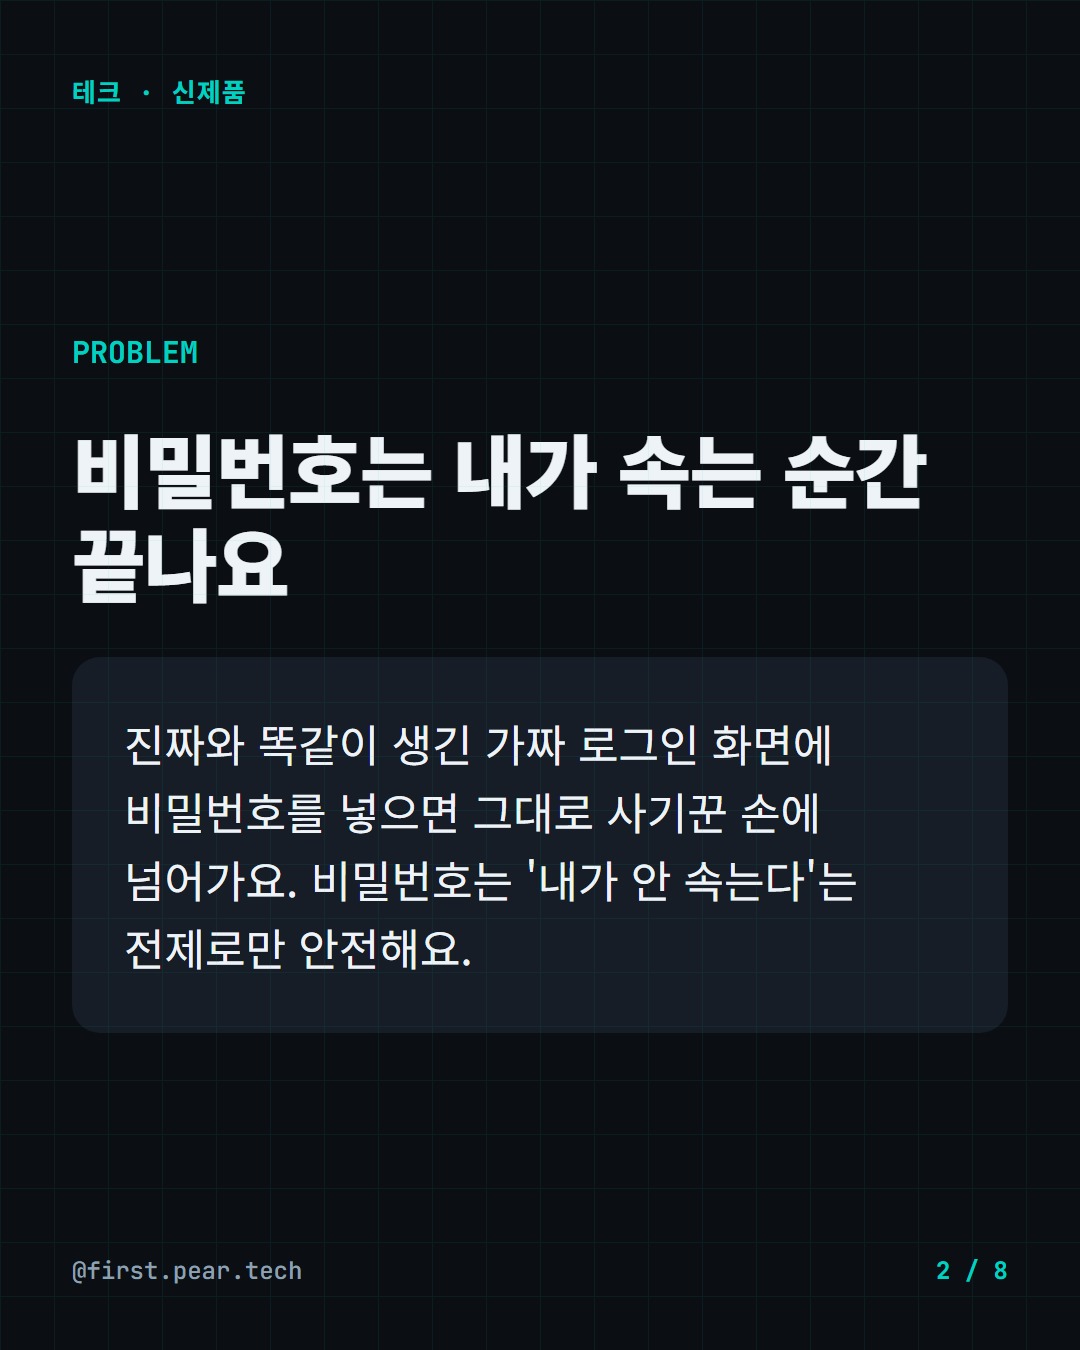 테크 · 신제품
PROBLEM
비밀번호는 내가 속는 순간
끝나요
진짜와 똑같이 생긴 가짜 로그인 화면에
비밀번호를 넣으면 그대로 사기꾼 손에
넘어가요. 비밀번호는 '내가 안 속는다'는
전제로만 안전해요.
@first.pear.tech
2 / 8